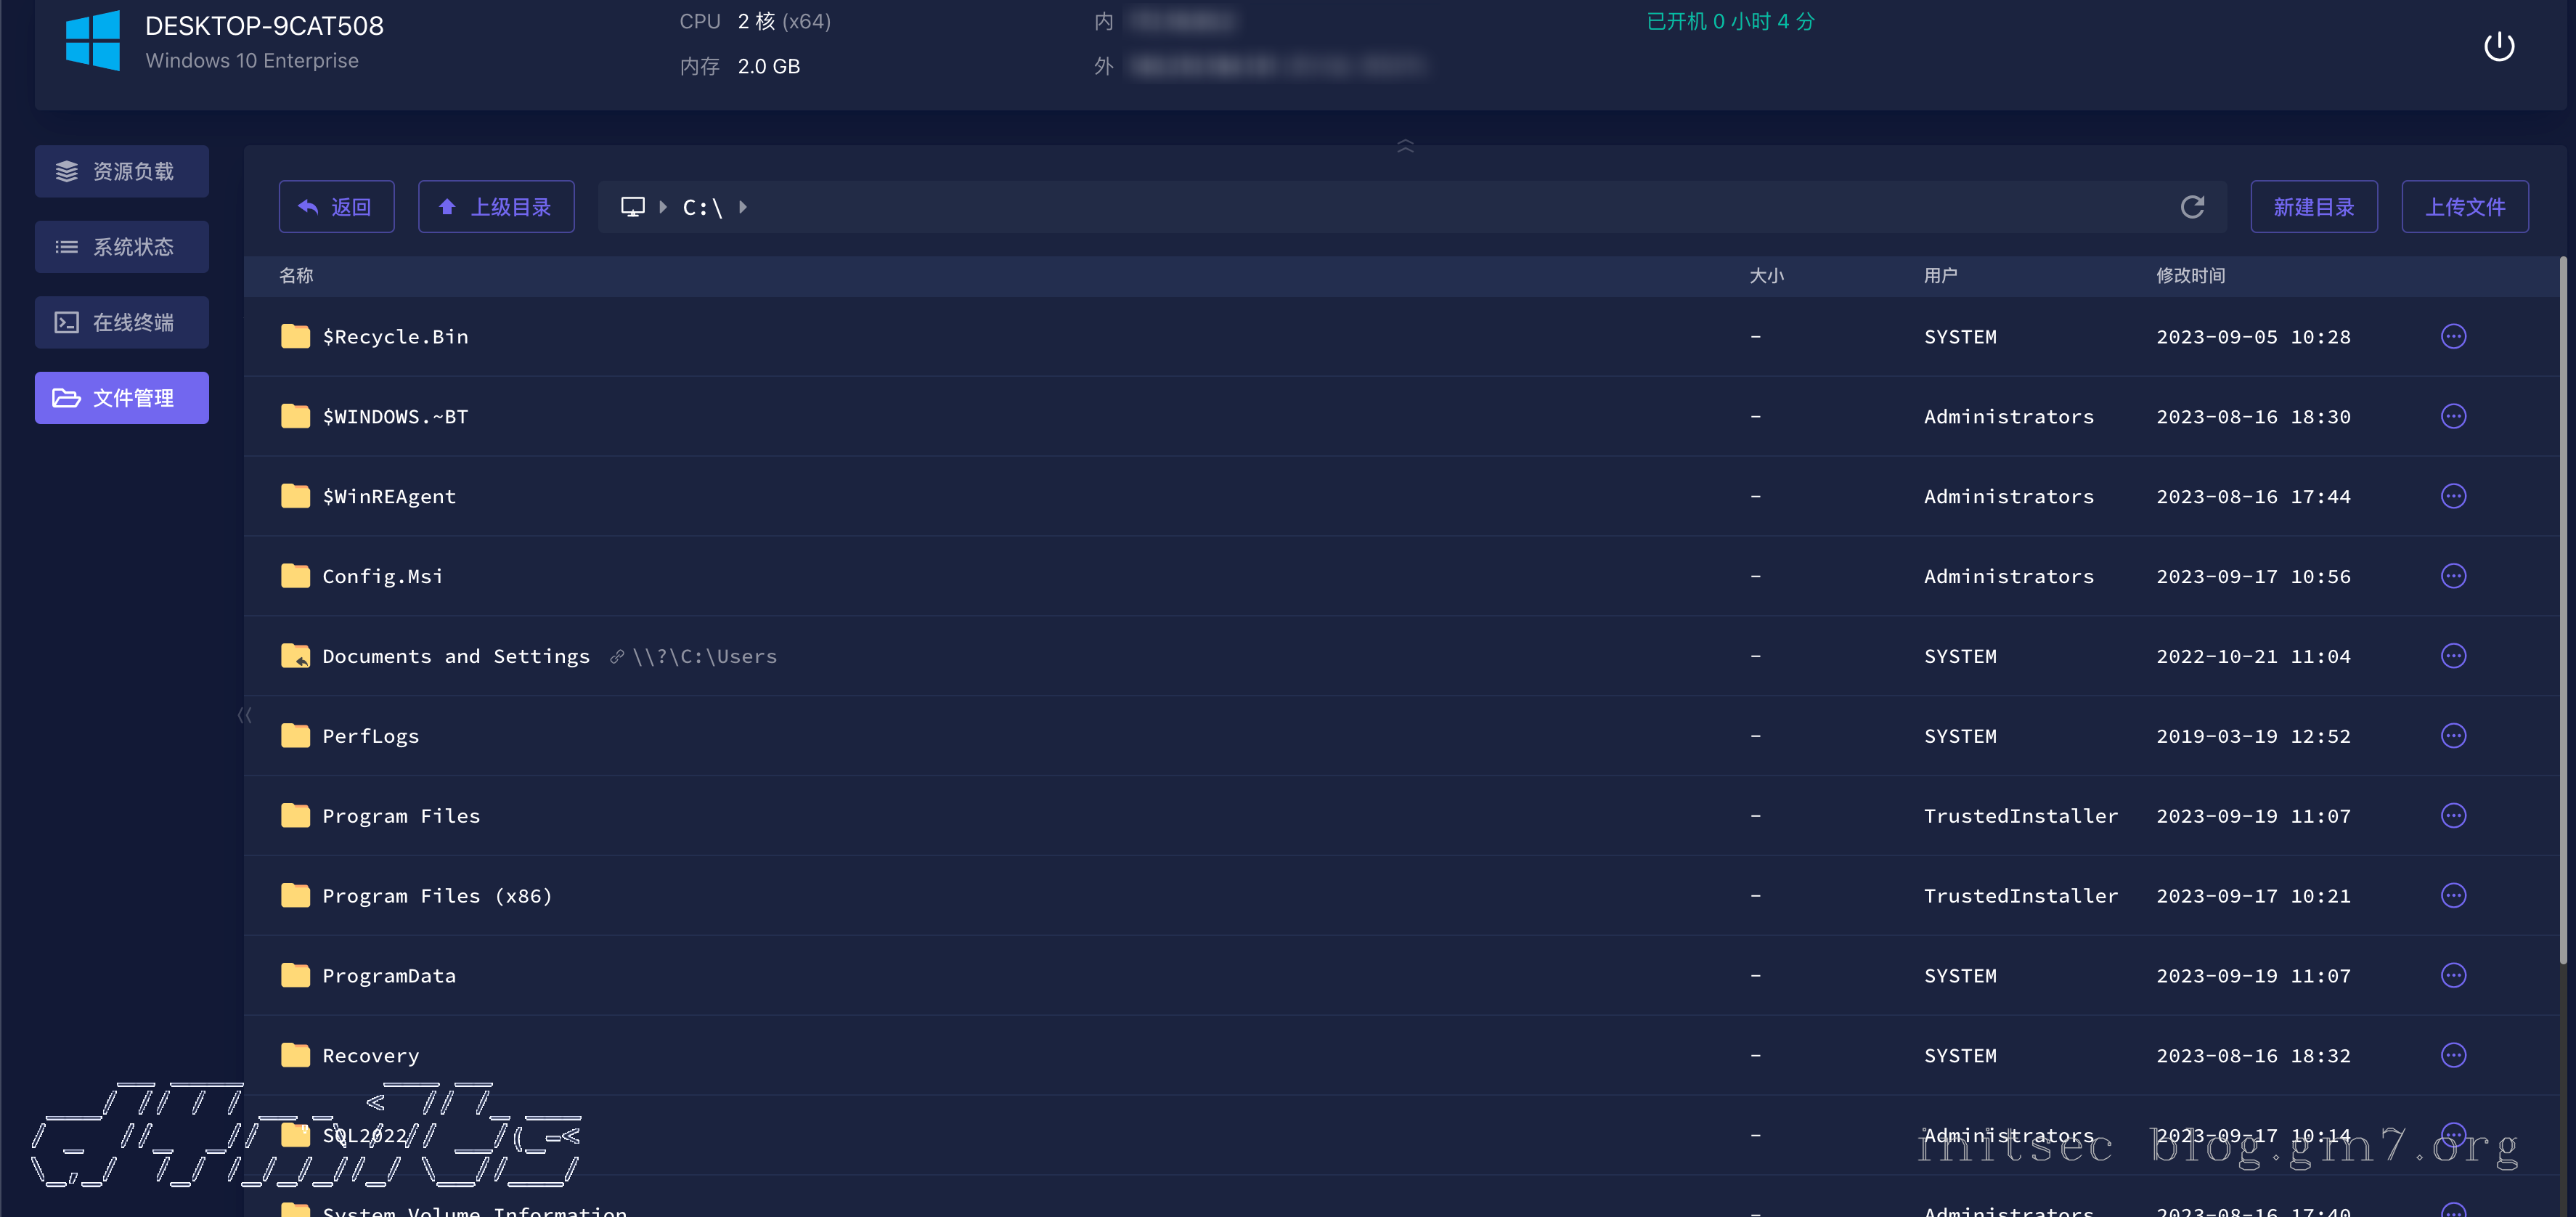 DESKTOP-9CAT508
Windows 10 Enterprise
CPU 2 核 (x64)
内存 2.0 GB
内
外
已开机 0 小时 4 分
资源负载
系统状态
在线终端
文件管理
返回 上级目录 C:\ 新建目录 上传文件
名称 大小 用户 修改时间
$Recycle.Bin - SYSTEM 2023-09-05 10:28
$WINDOWS.~BT - Administrators 2023-08-16 18:30
$WinREAgent - Administrators 2023-08-16 17:44
Config.Msi - Administrators 2023-09-17 10:56
Documents and Settings \\?\C:\Users - SYSTEM 2022-10-21 11:04
PerfLogs - SYSTEM 2019-03-19 12:52
Program Files - TrustedInstaller 2023-09-19 11:07
Program Files (x86) - TrustedInstaller 2023-09-17 10:21
ProgramData - SYSTEM 2023-09-19 11:07
Recovery - SYSTEM 2023-08-16 18:32
SQL2022 - Administrators 2023-09-17 10:14
initsec blog.gm7.org
System Volume Information - Administrators 2023-08-16 17:40